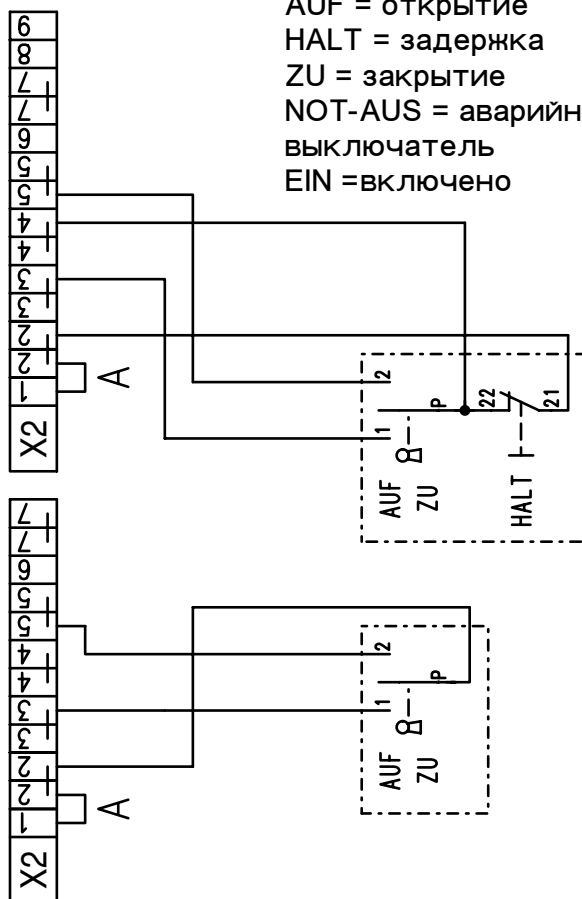 AUF = открытие
HALT = задержка
ZU = закрытие
NOT-AUS = аварийн
выключатель
EIN =включено
9
8
7
7
6
5
5
4
4
3
3
2
2
1
X2
A
2
1
P
22
21
AUF
ZU
HALT
7
7
6
5
5
4
4
3
3
2
2
1
X2
A
2
1
P
AUF
ZU